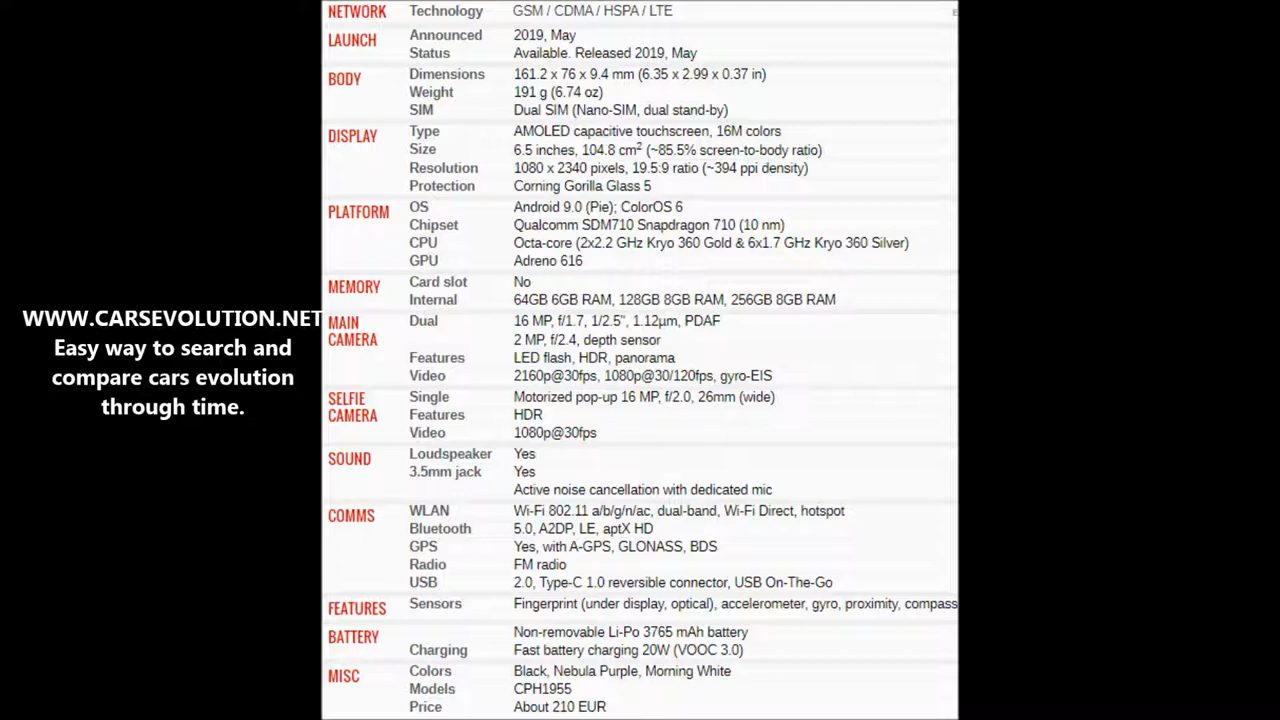 NETWORK Technology GSM / CDMA / HSPA / LTE
LAUNCH Announced 2019, May
Status Available. Released 2019, May
BODY Dimensions 161.2 x 76 x 9.4 mm (6.35 x 2.99 x 0.37 in)
Weight 191 g (6.74 oz)
SIM Dual SIM (Nano-SIM, dual stand-by)
DISPLAY Type AMOLED capacitive touchscreen, 16M colors
Size 6.5 inches, 104.8 cm² (~85.5% screen-to-body ratio)
Resolution 1080 x 2340 pixels, 19.5:9 ratio (~394 ppi density)
Protection Corning Gorilla Glass 5
PLATFORM OS Android 9.0 (Pie); ColorOS 6
Chipset Qualcomm SDM710 Snapdragon 710 (10 nm)
CPU Octa-core (2x2.2 GHz Kryo 360 Gold & 6x1.7 GHz Kryo 360 Silver)
GPU Adreno 616
MEMORY Card slot No
Internal 64GB 6GB RAM, 128GB 8GB RAM, 256GB 8GB RAM
WWW.CARSEVOLUTION.NET
Easy way to search and
compare cars evolution
through time.
MAIN CAMERA Dual 16 MP, f/1.7, 1/2.5", 1.12µm, PDAF
2 MP, f/2.4, depth sensor
Features LED flash, HDR, panorama
Video 2160p@30fps, 1080p@30/120fps, gyro-EIS
SELFIE CAMERA Single Motorized pop-up 16 MP, f/2.0, 26mm (wide)
Features HDR
Video 1080p@30fps
SOUND Loudspeaker Yes
3.5mm jack Yes
Active noise cancellation with dedicated mic
COMMS WLAN Wi-Fi 802.11 a/b/g/n/ac, dual-band, Wi-Fi Direct, hotspot
Bluetooth 5.0, A2DP, LE, aptX HD
GPS Yes, with A-GPS, GLONASS, BDS
Radio FM radio
USB 2.0, Type-C 1.0 reversible connector, USB On-The-Go
FEATURES Sensors Fingerprint (under display, optical), accelerometer, gyro, proximity, compass
BATTERY Non-removable Li-Po 3765 mAh battery
Charging Fast battery charging 20W (VOOC 3.0)
MISC Colors Black, Nebula Purple, Morning White
Models CPH1955
Price About 210 EUR